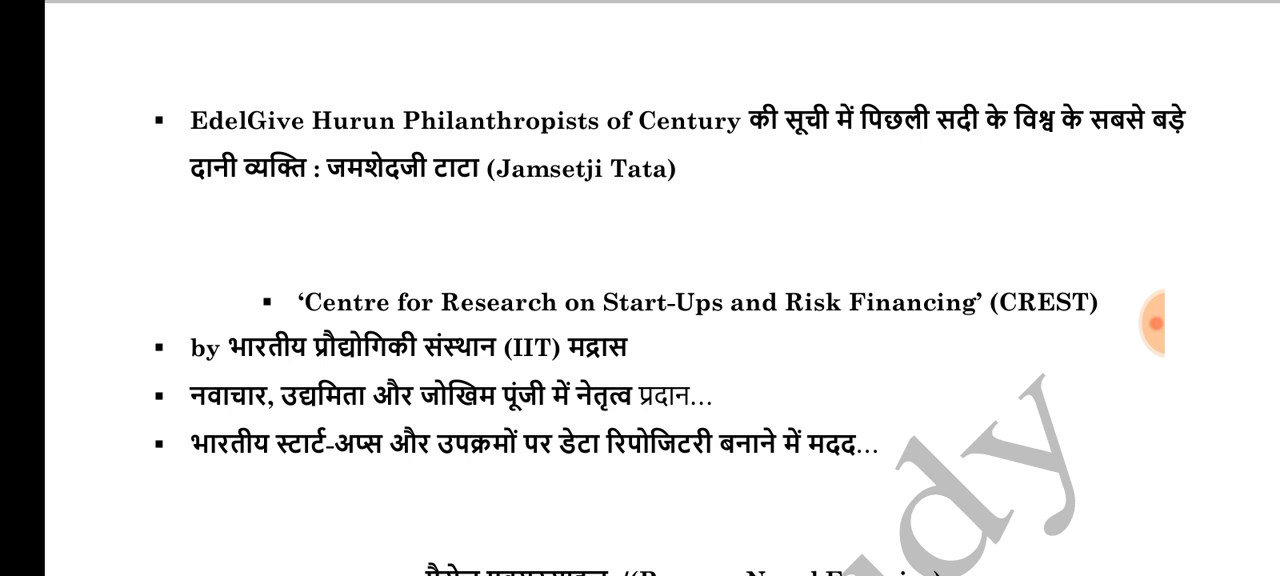 ▪ EdelGive Hurun Philanthropists of Century की सूची में पिछली सदी के विश्व के सबसे बड़े
दानी व्यक्ति : जमशेदजी टाटा (Jamsetji Tata)
▪ ‘Centre for Research on Start-Ups and Risk Financing’ (CREST)
▪ by भारतीय प्रौद्योगिकी संस्थान (IIT) मद्रास
▪ नवाचार, उद्यमिता और जोखिम पूंजी में नेतृत्व प्रदान...
▪ भारतीय स्टार्ट-अप्स और उपक्रमों पर डेटा रिपोजिटरी बनाने में मदद...